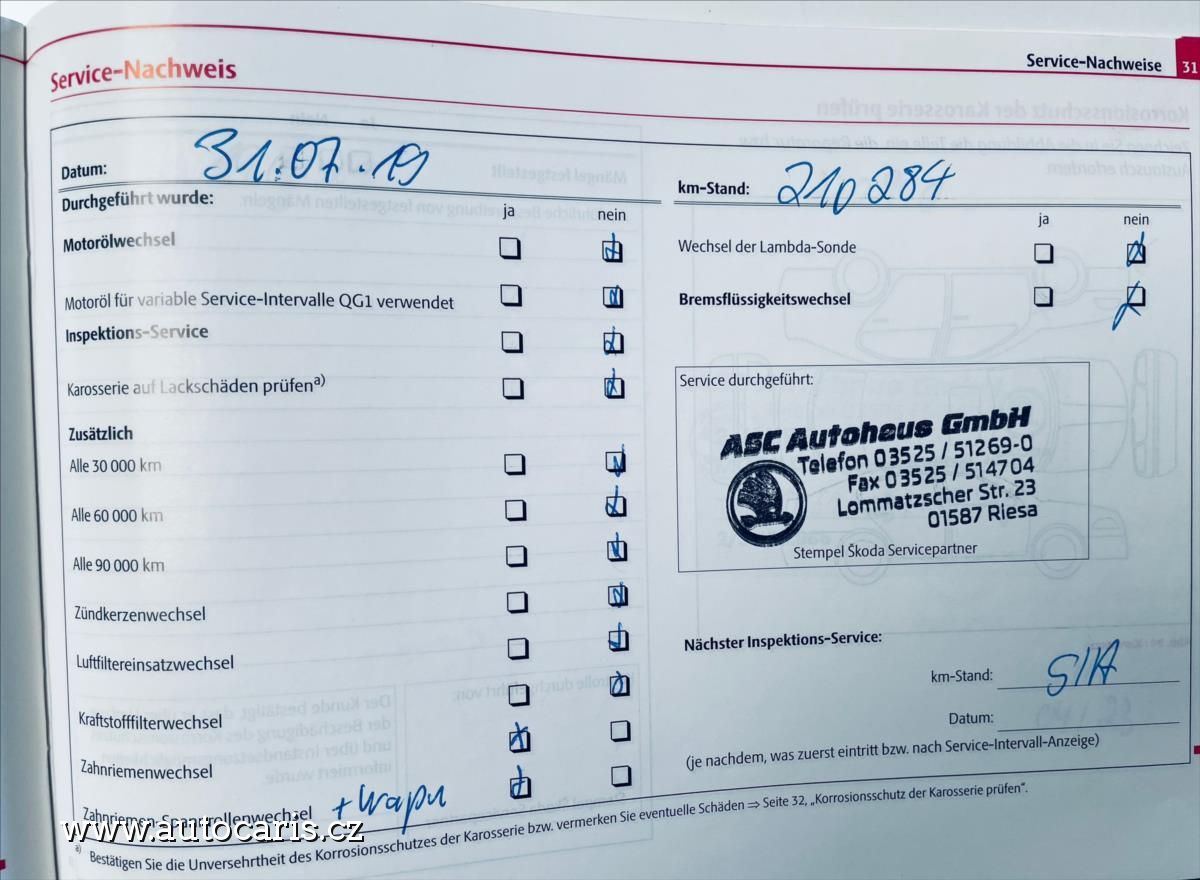 Service-Nachweis
Service-Nachweise 31
Datum: 31.07.19
km-Stand: 210 284
Durchgeführt wurde:
ja nein
Motorölwechsel
Motoröl für variable Service-Intervalle QG1 verwendet
Inspektions-Service
Karosserie auf Lackschäden prüfen a)
Zusätzlich
Alle 30 000 km
Alle 60 000 km
Alle 90 000 km
Zündkerzenwechsel
Luftfiltereinsatzwechsel
Kraftstofffilterwechsel
Zahnriemenwechsel
Zahnriemen-Spannrollenwechsel + Wapu
ja nein
Wechsel der Lambda-Sonde
Bremsflüssigkeitswechsel
Service durchgeführt:
ASC Autohaus GmbH
Telefon 03525 / 51269-0
Fax 03525 / 514704
Lommatzscher Str. 23
01587 Riesa
Stempel Škoda Servicepartner
Nächster Inspektions-Service:
km-Stand: SIA
Datum:
(je nachdem, was zuerst eintritt bzw. nach Service-Intervall-Anzeige)
a) Bestätigen Sie die Unversehrtheit des Korrosionsschutzes der Karosserie bzw. vermerken Sie eventuelle Schäden ⇒ Seite 32, „Korrosionsschutz der Karosserie prüfen“.
www.autocaris.cz